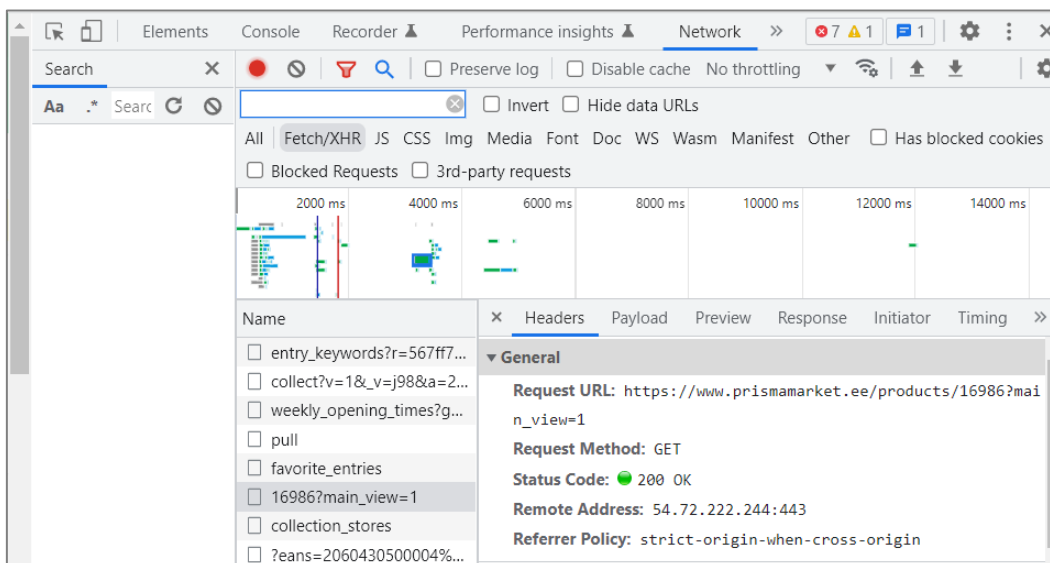 Elements Console Recorder Performance insights Network 7 1 1
Search
Preserve log Disable cache No throttling
Aa .* Searc
Invert Hide data URLs
All Fetch/XHR JS CSS Img Media Font Doc WS Wasm Manifest Other Has blocked cookies
Blocked Requests 3rd-party requests
2000 ms 4000 ms 6000 ms 8000 ms 10000 ms 12000 ms 14000 ms
Name
Headers Payload Preview Response Initiator Timing
entry_keywords?r=567ff7...
collect?v=1&_v=j98&a=2...
weekly_opening_times?g...
pull
favorite_entries
16986?main_view=1
collection_stores
?eans=2060430500004%...
General
Request URL: https://www.prismamarket.ee/products/16986?mai
n_view=1
Request Method: GET
Status Code: 200 OK
Remote Address: 54.72.222.244:443
Referrer Policy: strict-origin-when-cross-origin